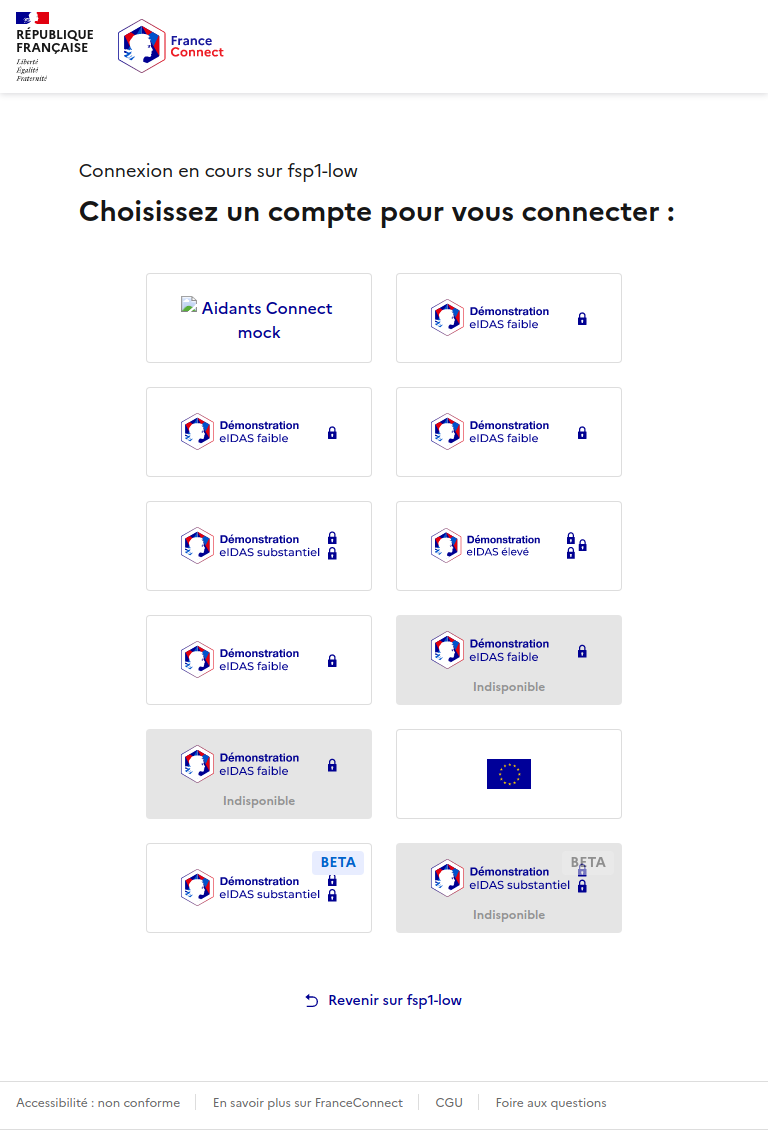 RÉPUBLIQUE
FRANÇAISE
Liberté
Égalité
Fraternité
France
Connect
Connexion en cours sur fsp1-low
Choisissez un compte pour vous connecter :
Aidants Connect
mock
Démonstration
eIDAS faible
Démonstration
eIDAS faible
Démonstration
eIDAS faible
Démonstration
eIDAS substantiel
Démonstration
eIDAS élevé
Démonstration
eIDAS faible
Démonstration
eIDAS faible
Indisponible
Démonstration
eIDAS faible
Indisponible
BETA
Démonstration
eIDAS substantiel
BETA
Démonstration
eIDAS substantiel
Indisponible
Revenir sur fsp1-low
Accessibilité : non conforme
En savoir plus sur FranceConnect
CGU
Foire aux questions